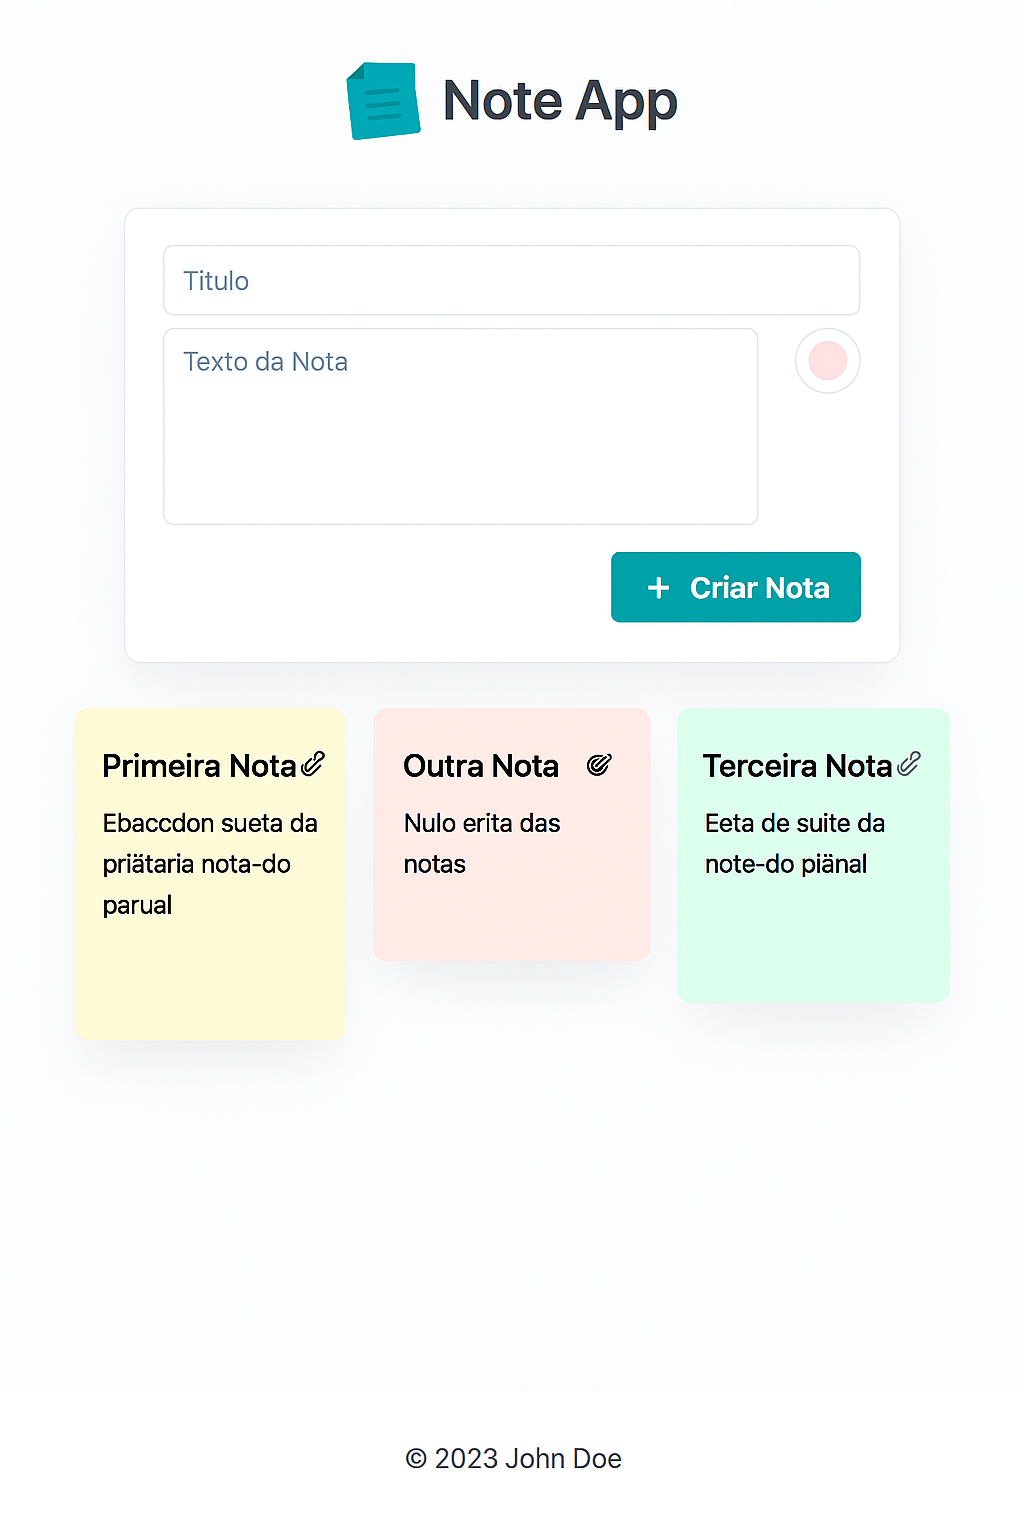 Note App
Titulo
Texto da Nota
+ Criar Nota
Primeira Nota
Ebaccdon sueta da
priätaria nota-do
parual
Outra Nota
Nulo erita das
notas
Terceira Nota
Eeta de suite da
note-do piänal
© 2023 John Doe